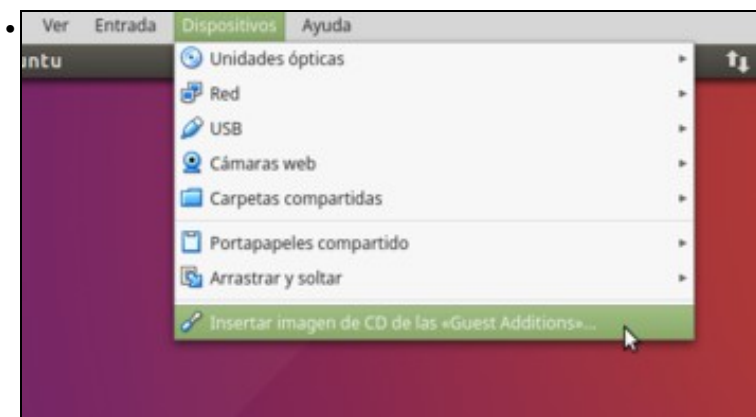 Ver Entrada Dispositivos Ayuda
untu
Unidades ópticas
Red
USB
Cámaras web
Carpetas compartidas
Portapapeles compartido
Arrastrar y soltar
Insertar imagen de CD de las «Guest Additions»...